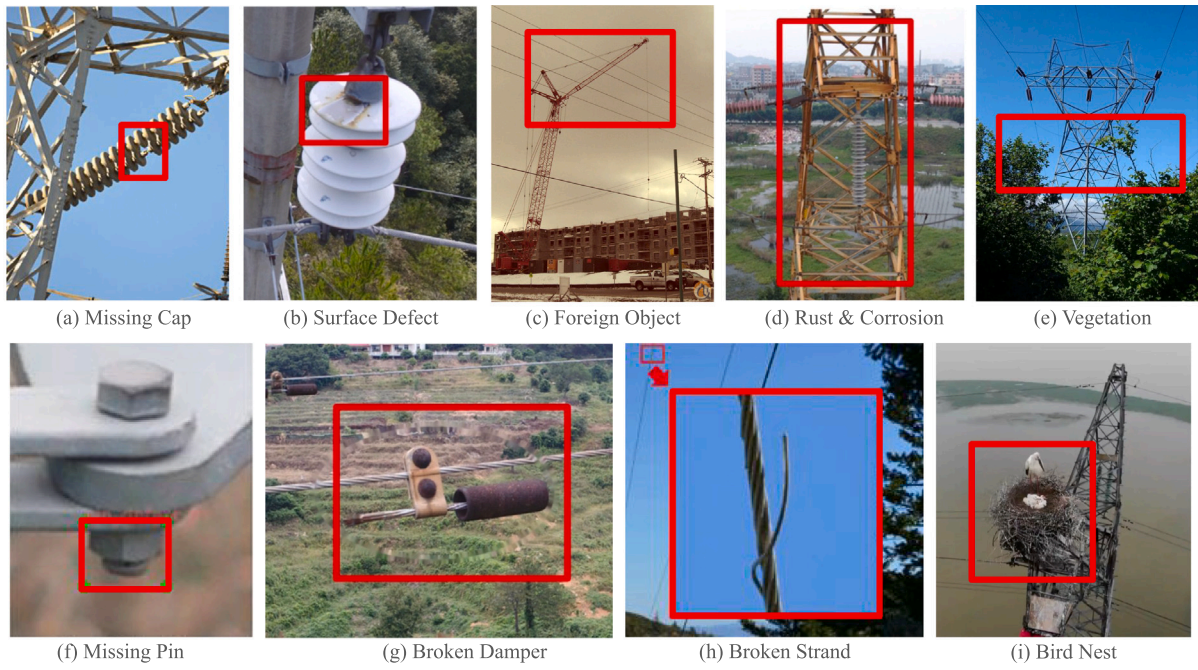 (a) Missing Cap
(b) Surface Defect
(c) Foreign Object
(d) Rust & Corrosion
(e) Vegetation
(f) Missing Pin
(g) Broken Damper
(h) Broken Strand
(i) Bird Nest